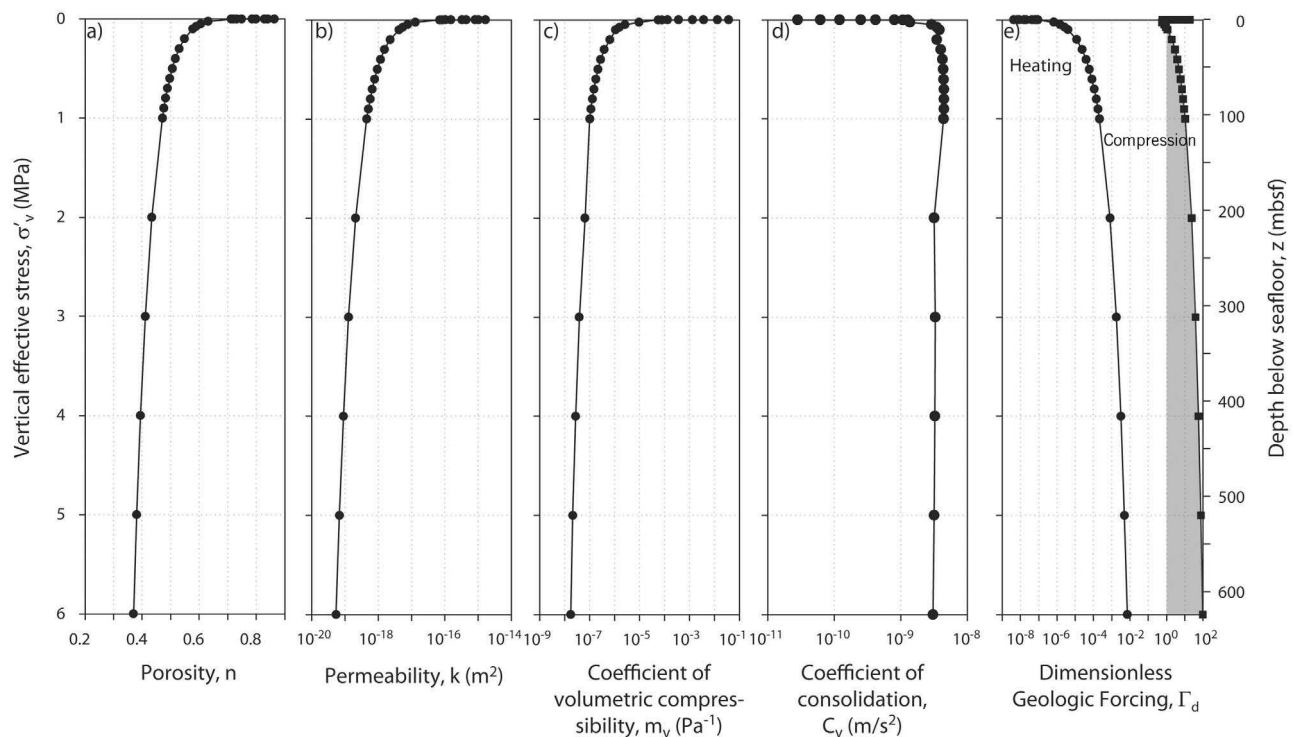 a)
b)
c)
d)
e)
Heating
Compression
Vertical effective stress, σ'v (MPa)
0
1
2
3
4
5
6
Depth below seafloor, z (mbsf)
0
100
200
300
400
500
600
0.2 0.4 0.6 0.8
10-20 10-18 10-16 10-14
10-9 10-7 10-5 10-3 10-1
10-11 10-10 10-9 10-8
10-8 10-6 10-4 10-2 100 102
Porosity, n
Permeability, k (m2)
Coefficient of
volumetric compres-
sibility, mv (Pa-1)
Coefficient of
consolidation,
Cv (m/s2)
Dimensionless
Geologic Forcing, Γd